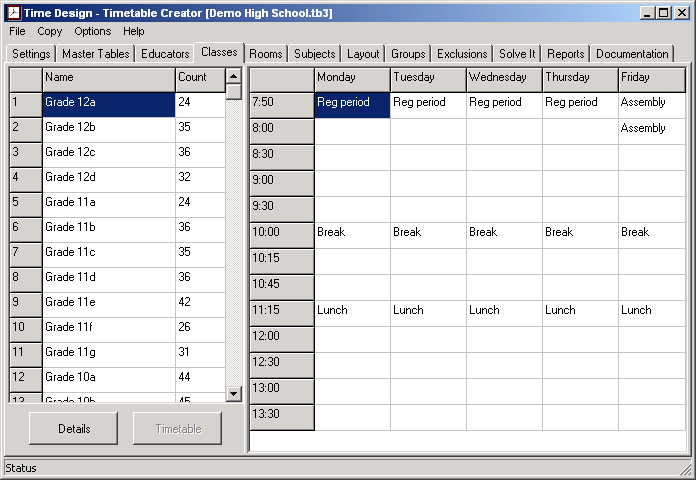 Time Design - Timetable Creator [Demo High School.tb3]
File Copy Options Help
Settings Master Tables Educators Classes Rooms Subjects Layout Groups Exclusions Solve It Reports Documentation
Name Count
1 Grade 12a 24
2 Grade 12b 35
3 Grade 12c 36
4 Grade 12d 32
5 Grade 11a 24
6 Grade 11b 36
7 Grade 11c 35
8 Grade 11d 36
9 Grade 11e 42
10 Grade 11f 26
11 Grade 11g 31
12 Grade 10a 44
13 Grade 10b 45
Details Timetable
Monday Tuesday Wednesday Thursday Friday
7:50 Reg period Reg period Reg period Reg period Assembly
8:00 Assembly
8:30
9:00
9:30
10:00 Break Break Break Break Break
10:15
10:45
11:15 Lunch Lunch Lunch Lunch Lunch
12:00
12:30
13:00
13:30
Status